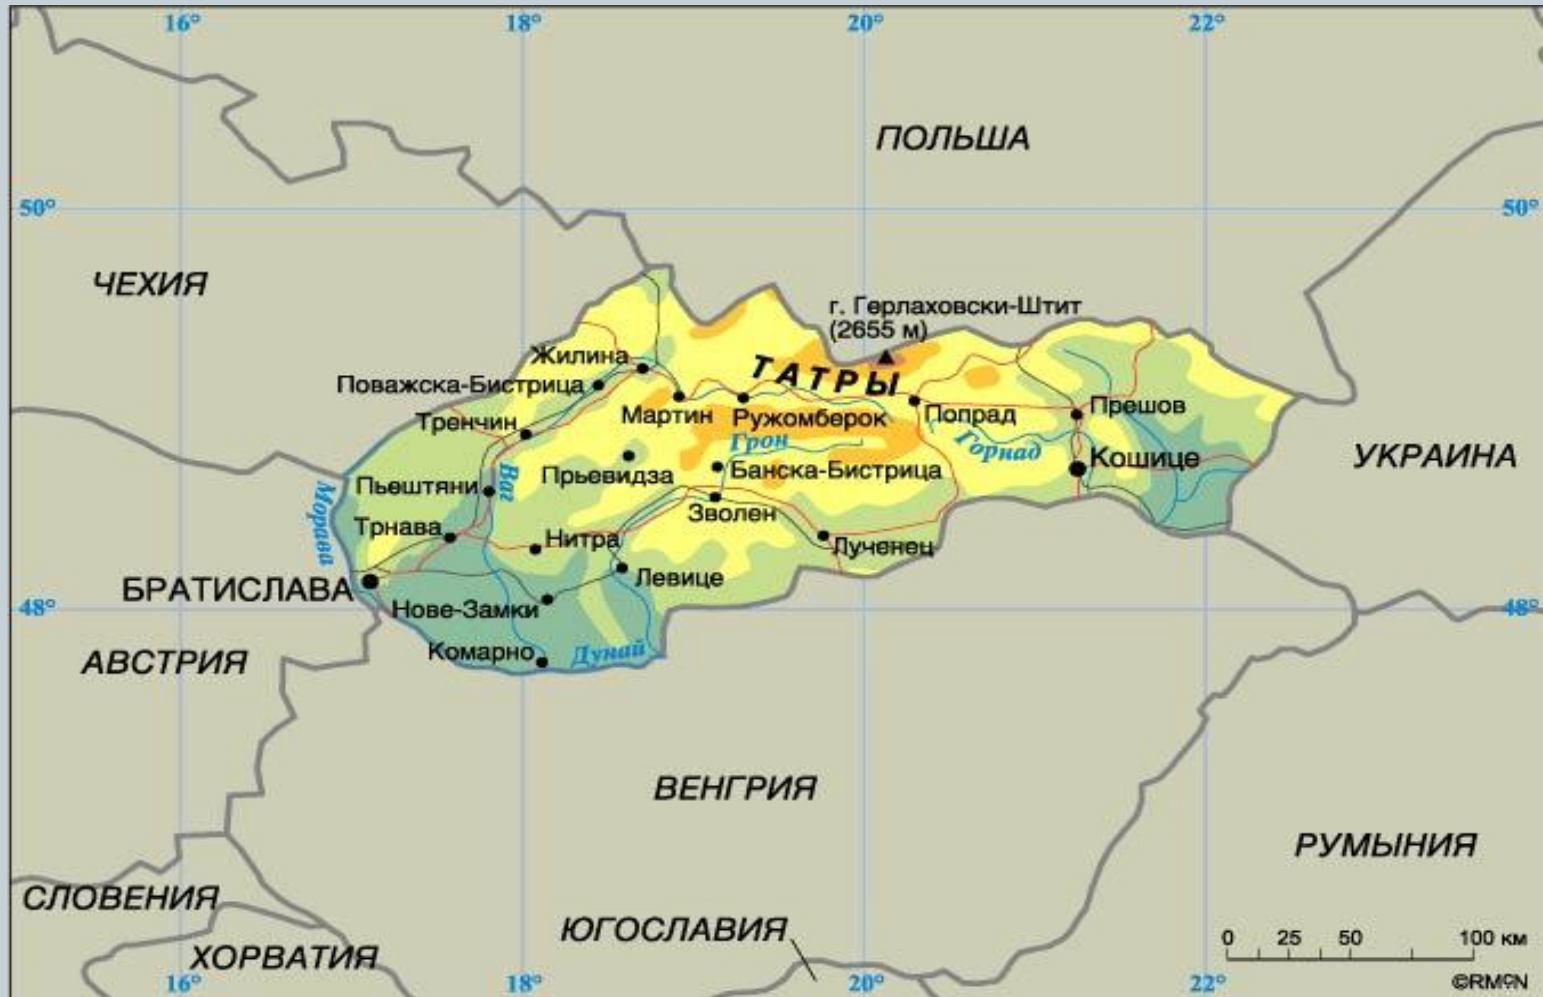 16° 18° 20° 22°
ПОЛЬША
50° 50°
ЧЕХИЯ
г. Герлаховски-Штит
(2655 м)
ТАТРЫ
Жилина
Поважска-Бистрица
Мартин
Ружомберок
Попрад
Прешов
Тренчин
Грон
Горнад
Кошице
УКРАИНА
Прьевидза
Банска-Бистрица
Ваг
Пьештяни
Морава
Зволен
Трнава
Нитра
Лученец
БРАТИСЛАВА
Левице
Нове-Замки
48° 48°
Комарно
Дунай
АВСТРИЯ
ВЕНГРИЯ
РУМЫНИЯ
СЛОВЕНИЯ
ЮГОСЛАВИЯ
ХОРВАТИЯ
0 25 50 100 км
16° 18° 20° 22°
©RMCN